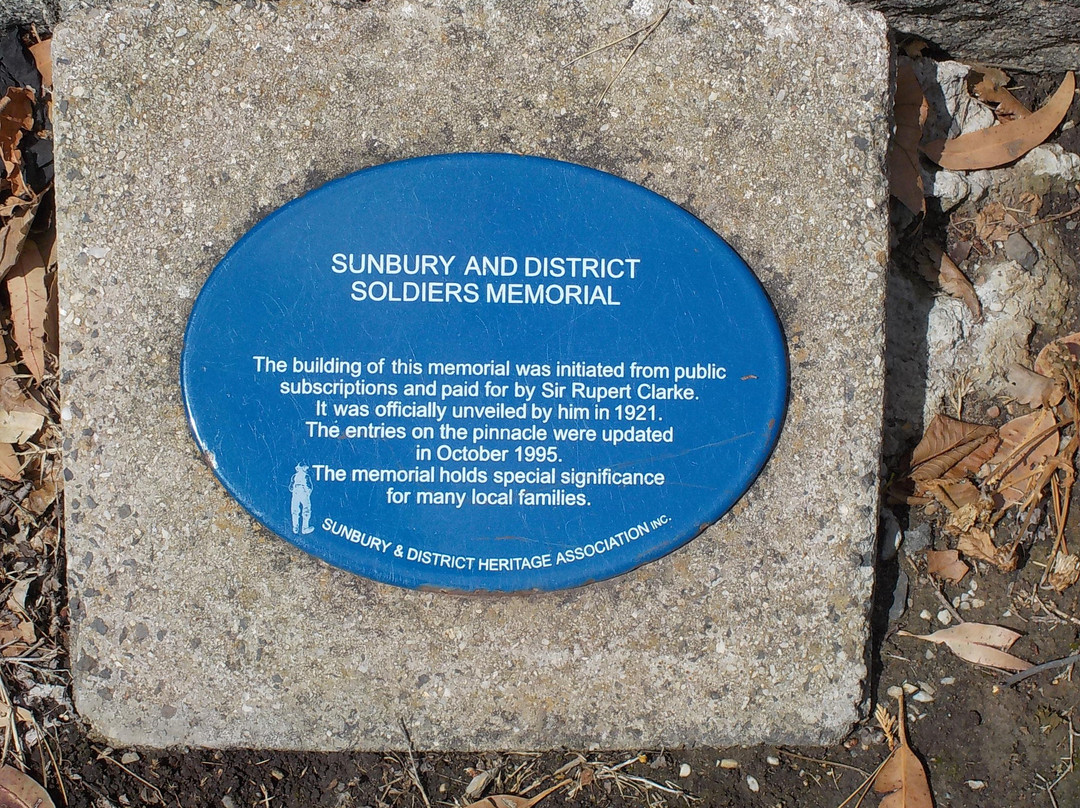 SUNBURY AND DISTRICT
SOLDIERS MEMORIAL
The building of this memorial was initiated from public
subscriptions and paid for by Sir Rupert Clarke.
It was officially unveiled by him in 1921.
The entries on the pinnacle were updated
in October 1995.
The memorial holds special significance
for many local families.
SUNBURY & DISTRICT HERITAGE ASSOCIATION INC.